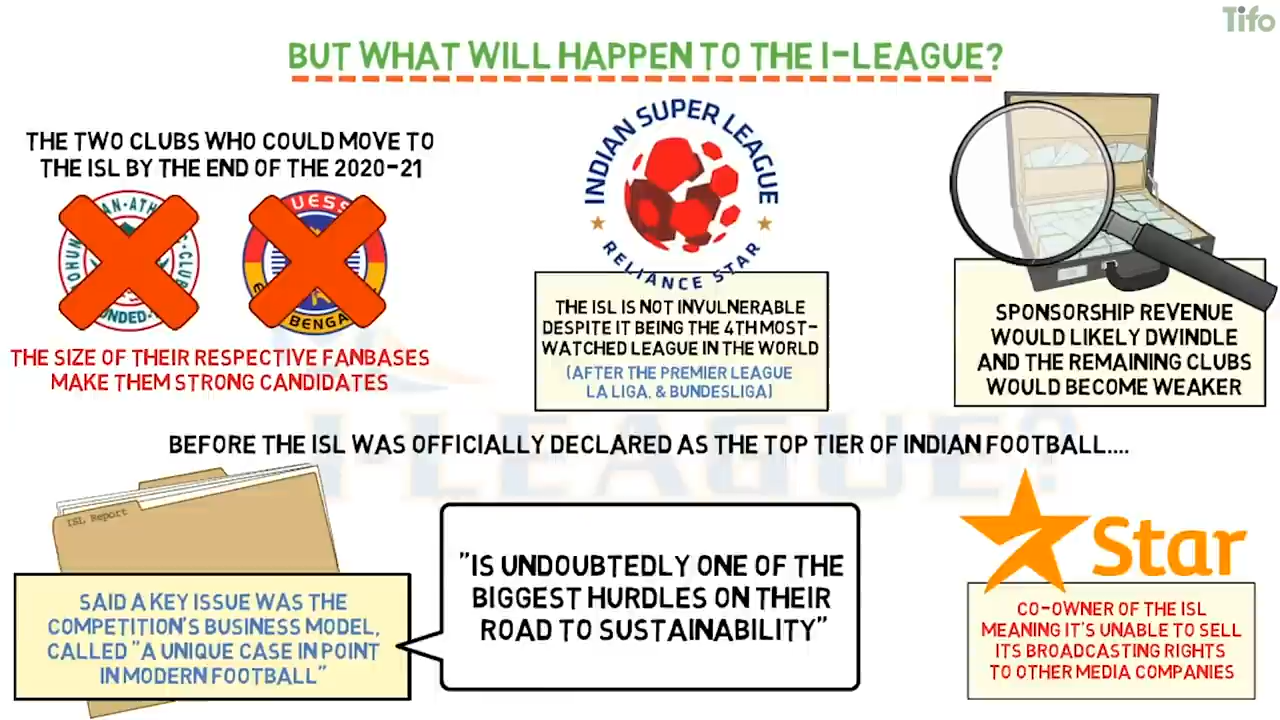 Tifo
BUT WHAT WILL HAPPEN TO THE I-LEAGUE?
THE TWO CLUBS WHO COULD MOVE TO
THE ISL BY THE END OF THE 2020-21
THE SIZE OF THEIR RESPECTIVE FANBASES
MAKE THEM STRONG CANDIDATES
INDIAN SUPER LEAGUE
RELIANCE STAR
THE ISL IS NOT INVULNERABLE
DESPITE IT BEING THE 4TH MOST-
WATCHED LEAGUE IN THE WORLD
(AFTER THE PREMIER LEAGUE
LA LIGA, & BUNDESLIGA)
SPONSORSHIP REVENUE
WOULD LIKELY DWINDLE
AND THE REMAINING CLUBS
WOULD BECOME WEAKER
I-LEAGUE?
BEFORE THE ISL WAS OFFICIALLY DECLARED AS THE TOP TIER OF INDIAN FOOTBALL....
ISL Report
SAID A KEY ISSUE WAS THE
COMPETITION'S BUSINESS MODEL,
CALLED "A UNIQUE CASE IN POINT
IN MODERN FOOTBALL"
"IS UNDOUBTEDLY ONE OF THE
BIGGEST HURDLES ON THEIR
ROAD TO SUSTAINABILITY"
Star
CO-OWNER OF THE ISL
MEANING IT'S UNABLE TO SELL
ITS BROADCASTING RIGHTS
TO OTHER MEDIA COMPANIES